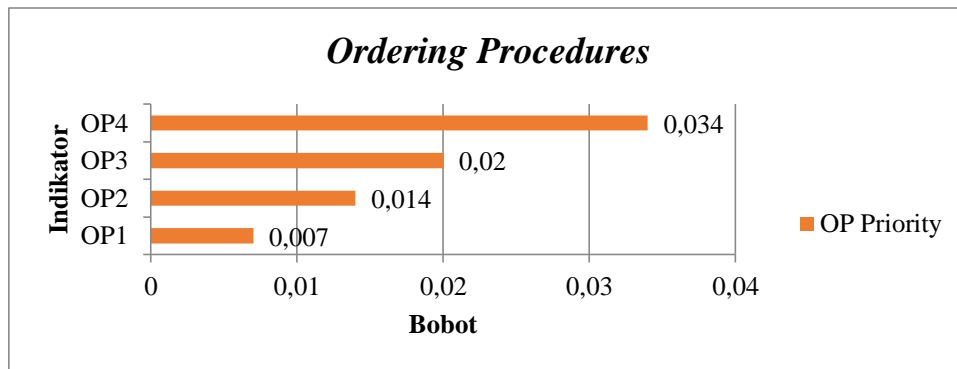 Ordering Procedures
Indikator
OP4
0,034
OP3
0,02
OP2
0,014
OP1
0,007
OP Priority
0
0,01
0,02
0,03
0,04
Bobot